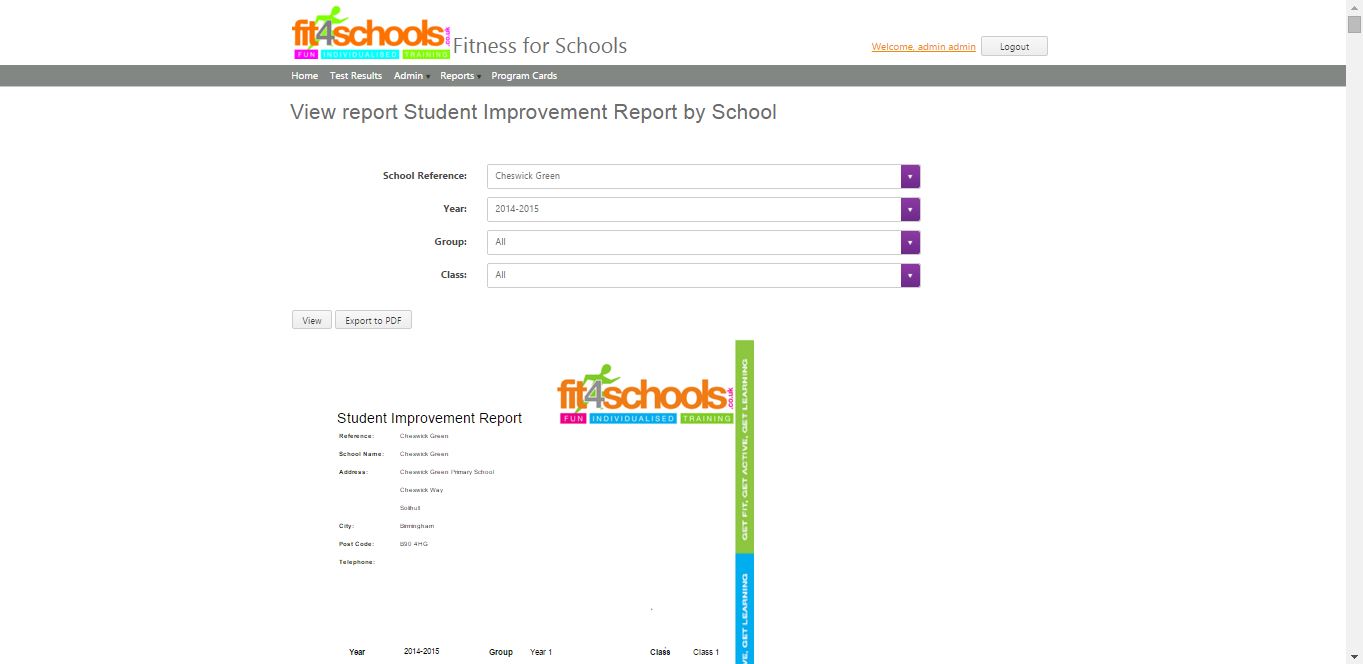 fit4schools.co.uk
FUN INDIVIDUALISED TRAINING
Fitness for Schools
Welcome, admin admin
Logout
Home Test Results Admin Reports Program Cards
View report Student Improvement Report by School
School Reference: Cheswick Green
Year: 2014-2015
Group: All
Class: All
View Export to PDF
fit4schools.co.uk
FUN INDIVIDUALISED TRAINING
GET FIT, GET ACTIVE, GET LEARNING
Student Improvement Report
Reference: Cheswick Green
School Name: Cheswick Green
Address: Cheswick Green Primary School
Cheswick Way
Solihull
City: Birmingham
Post Code: B90 4HG
Telephone:
VE, GET LEARNING
Year 2014-2015 Group Year 1 Class Class 1